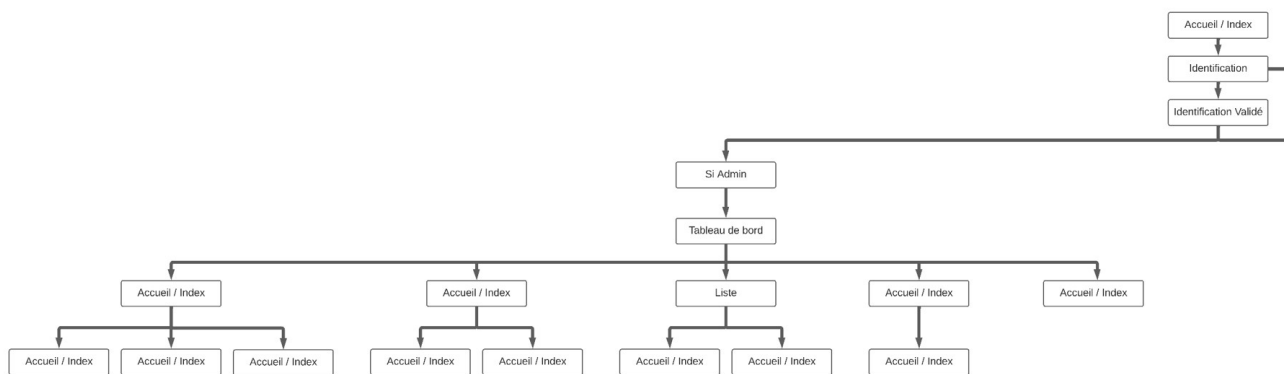 Accueil / Index
Identification
Identification Validé
Si Admin
Tableau de bord
Accueil / Index
Accueil / Index
Liste
Accueil / Index
Accueil / Index
Accueil / Index
Accueil / Index
Accueil / Index
Accueil / Index
Accueil / Index
Accueil / Index
Accueil / Index
Accueil / Index